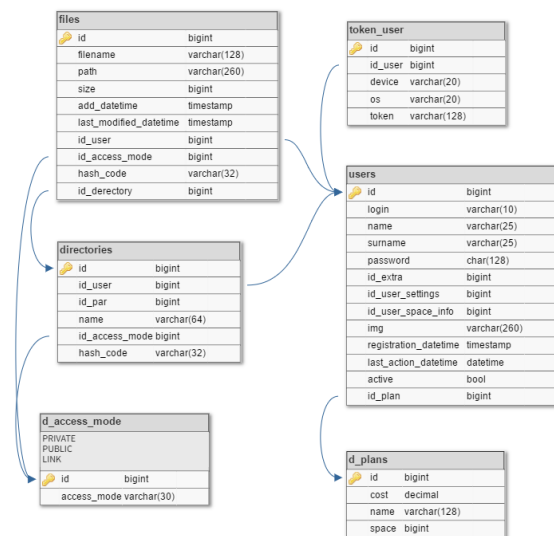 files
id bigint
filename varchar(128)
path varchar(260)
size bigint
add_datetime timestamp
last_modified_datetime timestamp
id_user bigint
id_access_mode bigint
hash_code varchar(32)
id_derectory bigint
directories
id bigint
id_user bigint
id_par bigint
name varchar(64)
id_access_mode bigint
hash_code varchar(32)
d_access_mode
PRIVATE
PUBLIC
LINK
id bigint
access_mode varchar(30)
token_user
id bigint
id_user bigint
device varchar(20)
os varchar(20)
token varchar(128)
users
id bigint
login varchar(10)
name varchar(25)
surname varchar(25)
password char(128)
id_extra bigint
id_user_settings bigint
id_user_space_info bigint
img varchar(260)
registration_datetime timestamp
last_action_datetime datetime
active bool
id_plan bigint
d_plans
id bigint
cost decimal
name varchar(128)
space bigint